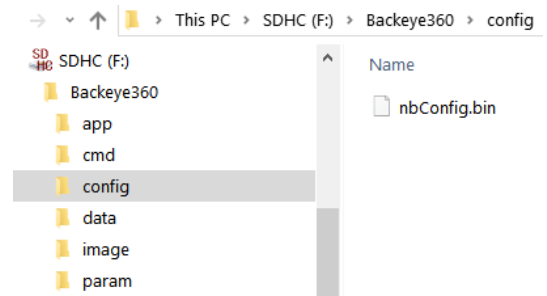 This PC > SDHC (F:) > Backeye360 > config
SD
HC
SDHC (F:)
Name
Backeye360
nbConfig.bin
app
cmd
config
data
image
param